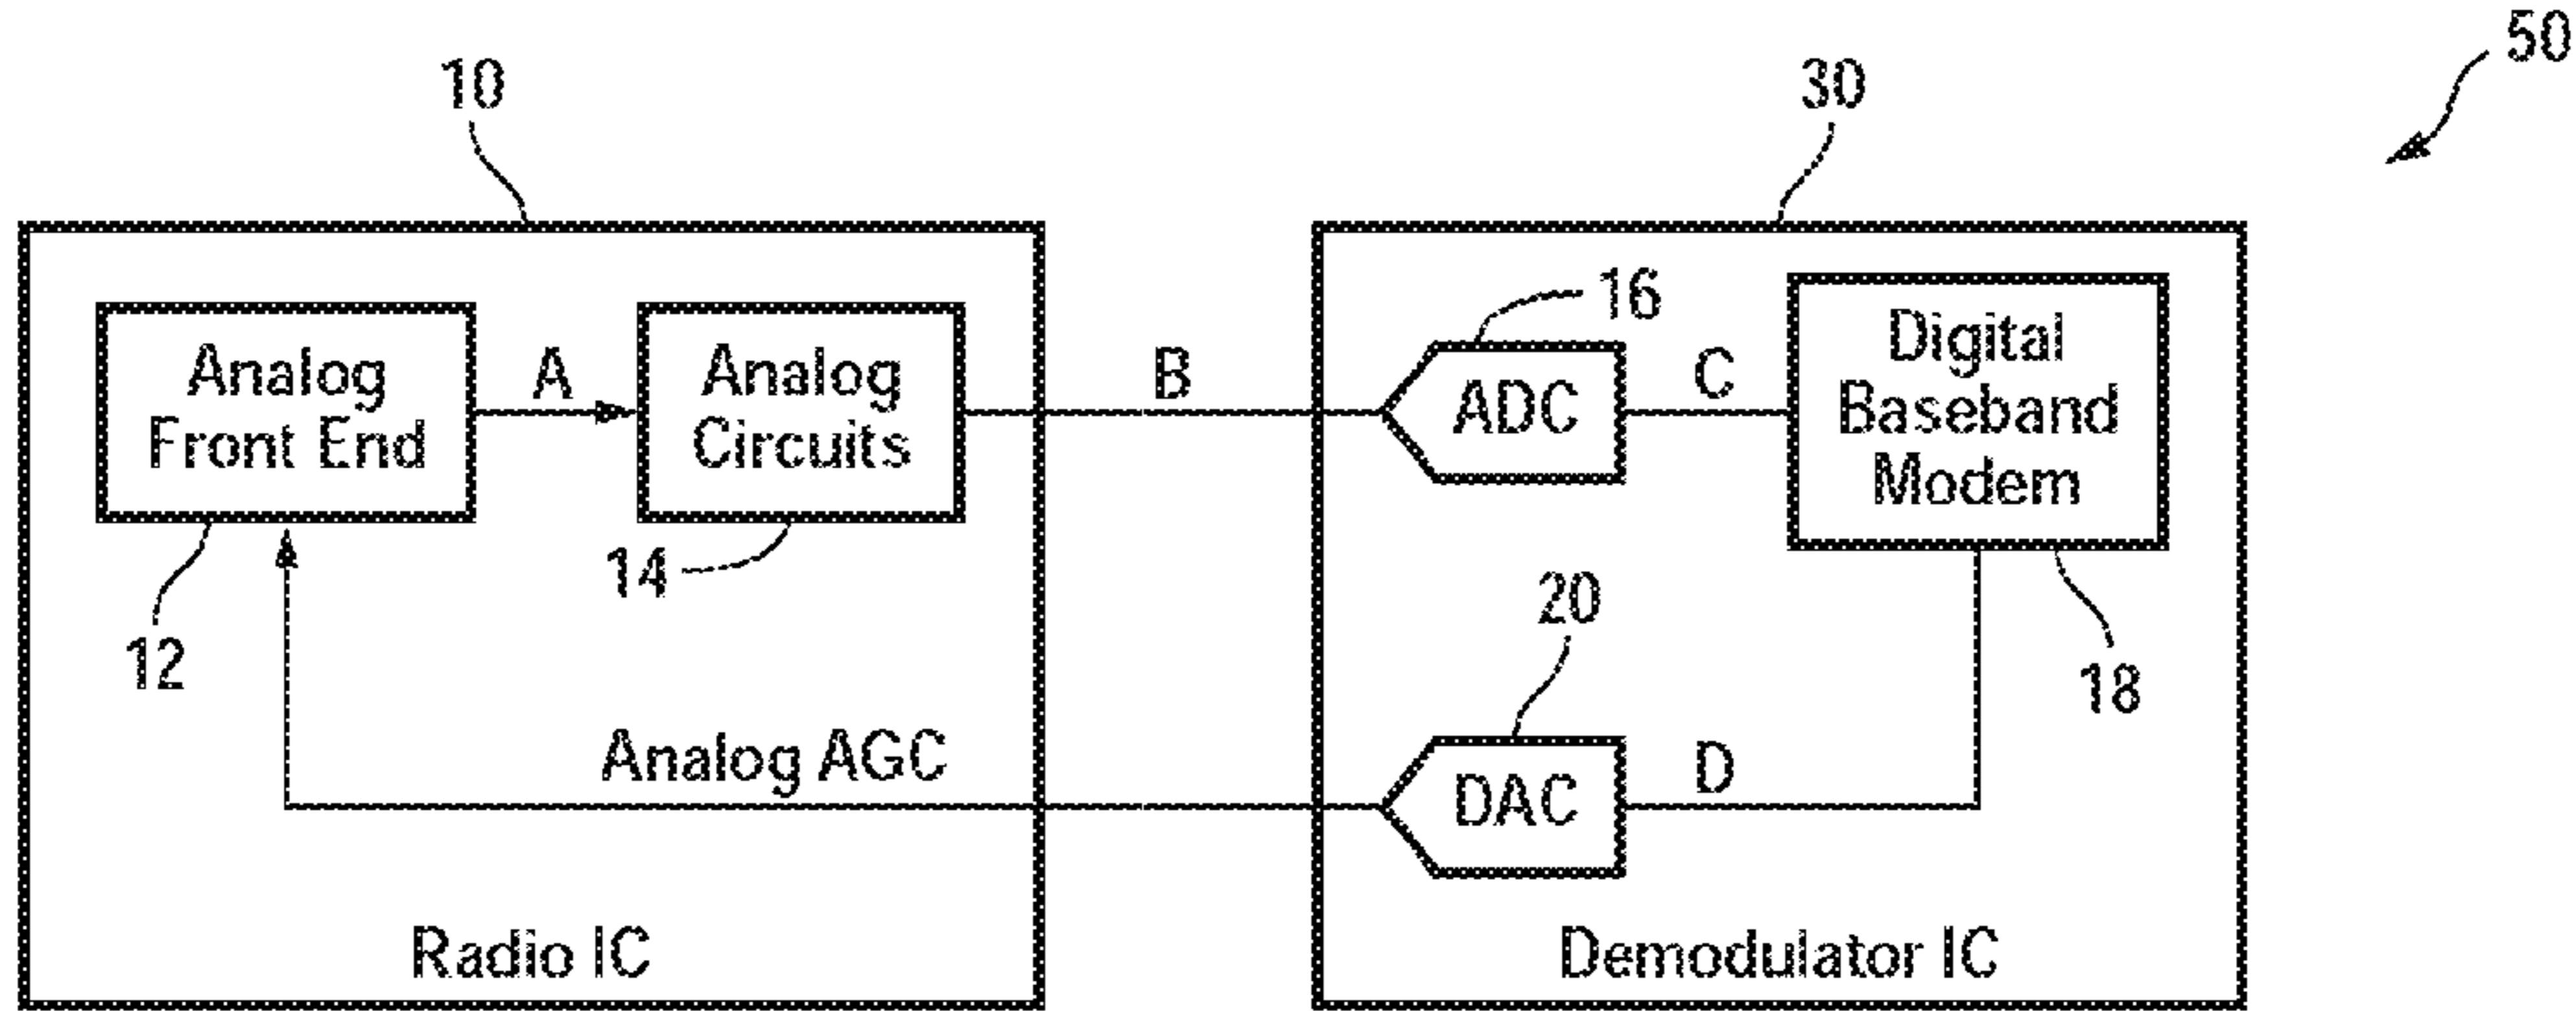 50
10
30
16
Analog
Front End
A
Analog
Circuits
B
ADC
C
Digital
Baseband
Modem
12
14
20
18
Analog AGC
DAC
D
Radio IC
Demodulator IC